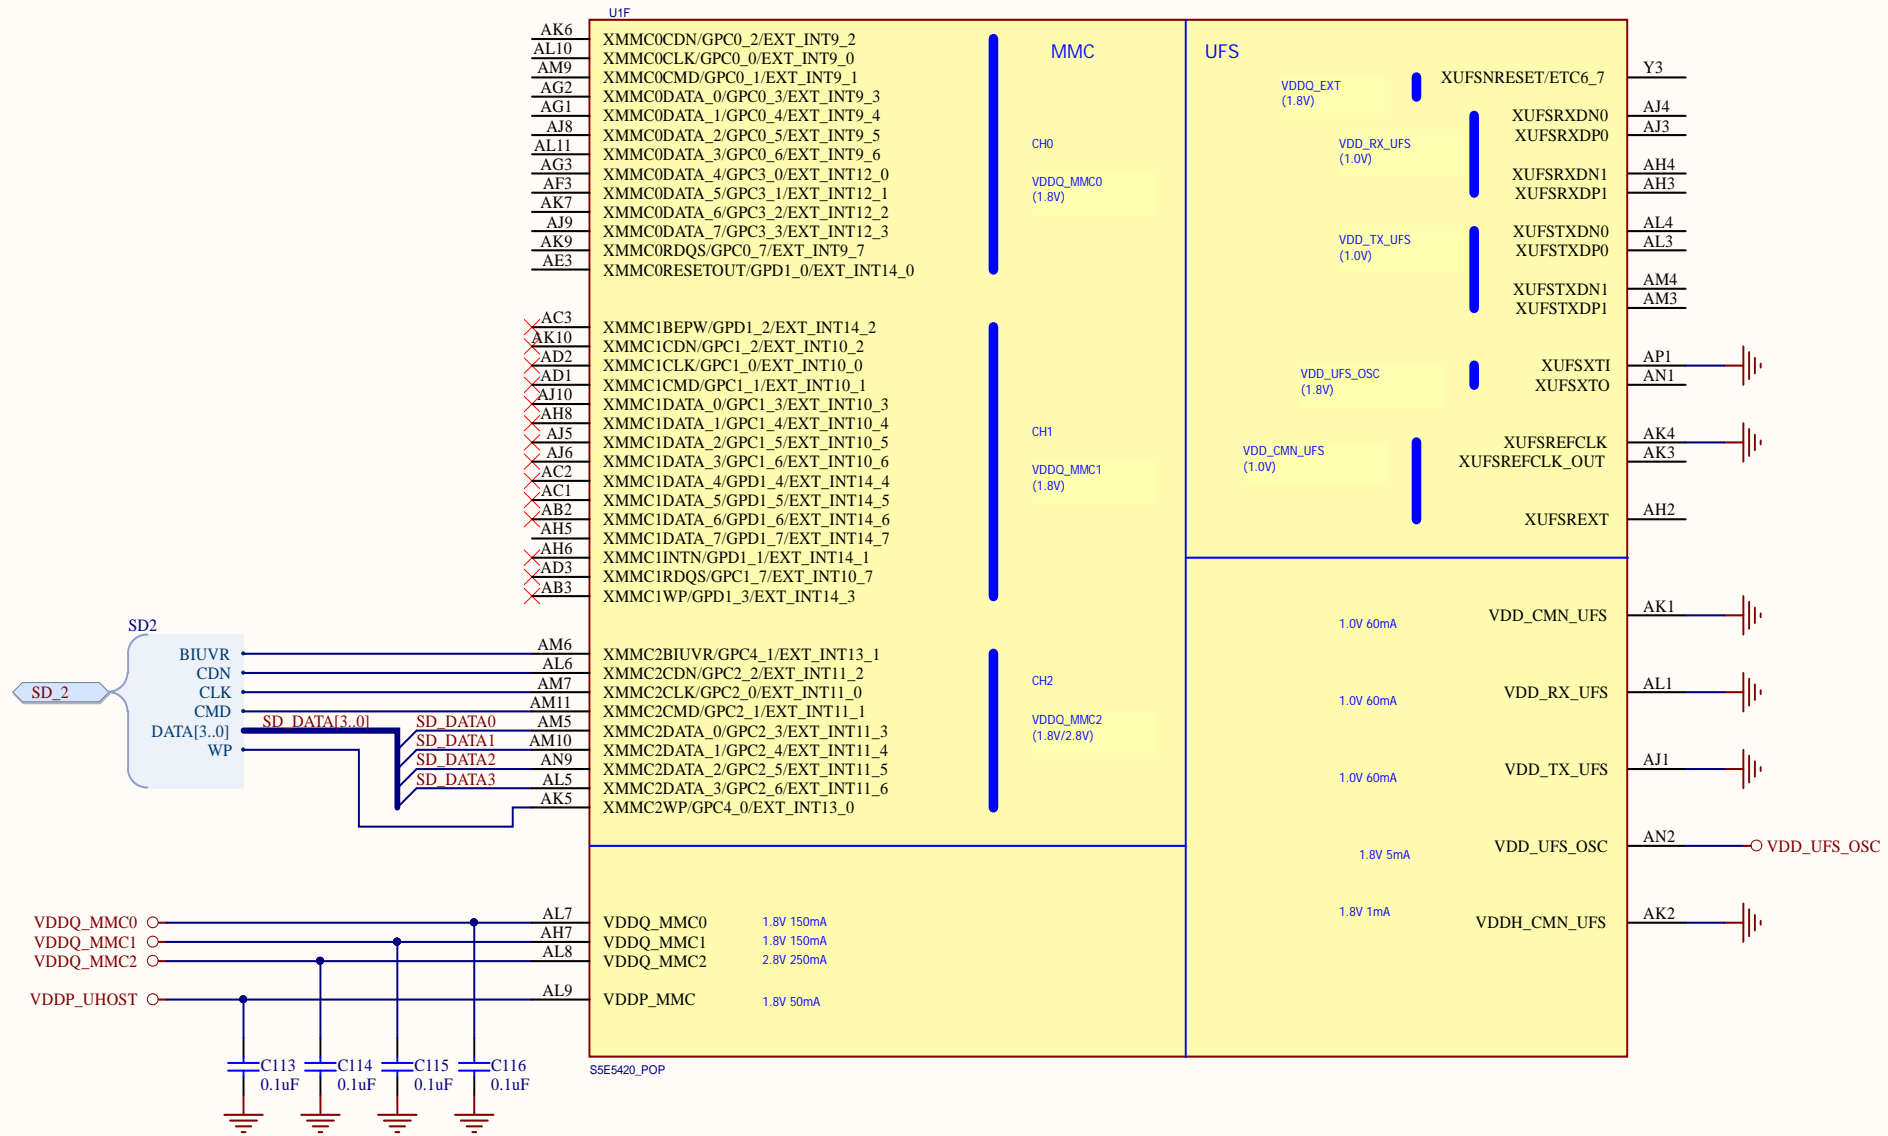 U1F
MMC
UFS
AK6 XMMC0CDN/GPC0_2/EXT_INT9_2
AL10 XMMC0CLK/GPC0_0/EXT_INT9_0
AM9 XMMC0CMD/GPC0_1/EXT_INT9_1
AG2 XMMC0DATA_0/GPC0_3/EXT_INT9_3
AG1 XMMC0DATA_1/GPC0_4/EXT_INT9_4
AJ8 XMMC0DATA_2/GPC0_5/EXT_INT9_5
AL11 XMMC0DATA_3/GPC0_6/EXT_INT9_6
AG3 XMMC0DATA_4/GPC3_0/EXT_INT12_0
AF3 XMMC0DATA_5/GPC3_1/EXT_INT12_1
AK7 XMMC0DATA_6/GPC3_2/EXT_INT12_2
AJ9 XMMC0DATA_7/GPC3_3/EXT_INT12_3
AK9 XMMC0RDQS/GPC0_7/EXT_INT9_7
AE3 XMMC0RESETOUT/GPD1_0/EXT_INT14_0
CH0
VDDQ_MMC0
(1.8V)
AC3 XMMC1BEPW/GPD1_2/EXT_INT14_2
AK10 XMMC1CDN/GPC1_2/EXT_INT10_2
AD2 XMMC1CLK/GPC1_0/EXT_INT10_0
AD1 XMMC1CMD/GPC1_1/EXT_INT10_1
AJ10 XMMC1DATA_0/GPC1_3/EXT_INT10_3
AH8 XMMC1DATA_1/GPC1_4/EXT_INT10_4
AJ5 XMMC1DATA_2/GPC1_5/EXT_INT10_5
AJ6 XMMC1DATA_3/GPC1_6/EXT_INT10_6
AC2 XMMC1DATA_4/GPD1_4/EXT_INT14_4
AC1 XMMC1DATA_5/GPD1_5/EXT_INT14_5
AB2 XMMC1DATA_6/GPD1_6/EXT_INT14_6
AH5 XMMC1DATA_7/GPD1_7/EXT_INT14_7
AH6 XMMC1INTN/GPD1_1/EXT_INT14_1
AD3 XMMC1RDQS/GPC1_7/EXT_INT10_7
AB3 XMMC1WP/GPD1_3/EXT_INT14_3
CH1
VDDQ_MMC1
(1.8V)
SD2
SD_2
BIUVR AM6 XMMC2BIUVR/GPC4_1/EXT_INT13_1
CDN AL6 XMMC2CDN/GPC2_2/EXT_INT11_2
CLK AM7 XMMC2CLK/GPC2_0/EXT_INT11_0
CMD AM11 XMMC2CMD/GPC2_1/EXT_INT11_1
DATA[3..0] SD_DATA[3..0] SD_DATA0 AM5 XMMC2DATA_0/GPC2_3/EXT_INT11_3
WP SD_DATA1 AM10 XMMC2DATA_1/GPC2_4/EXT_INT11_4
SD_DATA2 AN9 XMMC2DATA_2/GPC2_5/EXT_INT11_5
SD_DATA3 AL5 XMMC2DATA_3/GPC2_6/EXT_INT11_6
AK5 XMMC2WP/GPC4_0/EXT_INT13_0
CH2
VDDQ_MMC2
(1.8V/2.8V)
VDDQ_MMC0 AL7 VDDQ_MMC0 1.8V 150mA
VDDQ_MMC1 AH7 VDDQ_MMC1 1.8V 150mA
VDDQ_MMC2 AL8 VDDQ_MMC2 2.8V 250mA
VDDP_UHOST AL9 VDDP_MMC 1.8V 50mA
C113 C114 C115 C116
0.1uF 0.1uF 0.1uF 0.1uF
S5E5420_POP
VDDQ_EXT
(1.8V)
XUFSNRESET/ETC6_7 Y3
VDD_RX_UFS
(1.0V)
XUFSRXDN0 AJ4
XUFSRXDP0 AJ3
XUFSRXDN1 AH4
XUFSRXDP1 AH3
VDD_TX_UFS
(1.0V)
XUFSTXDN0 AL4
XUFSTXDP0 AL3
XUFSTXDN1 AM4
XUFSTXDP1 AM3
VDD_UFS_OSC
(1.8V)
XUFSXTI AP1
XUFSXTO AN1
VDD_CMN_UFS
(1.0V)
XUFSREFCLK AK4
XUFSREFCLK_OUT AK3
XUFSREXT AH2
1.0V 60mA VDD_CMN_UFS AK1
1.0V 60mA VDD_RX_UFS AL1
1.0V 60mA VDD_TX_UFS AJ1
1.8V 5mA VDD_UFS_OSC AN2 VDD_UFS_OSC
1.8V 1mA VDDH_CMN_UFS AK2